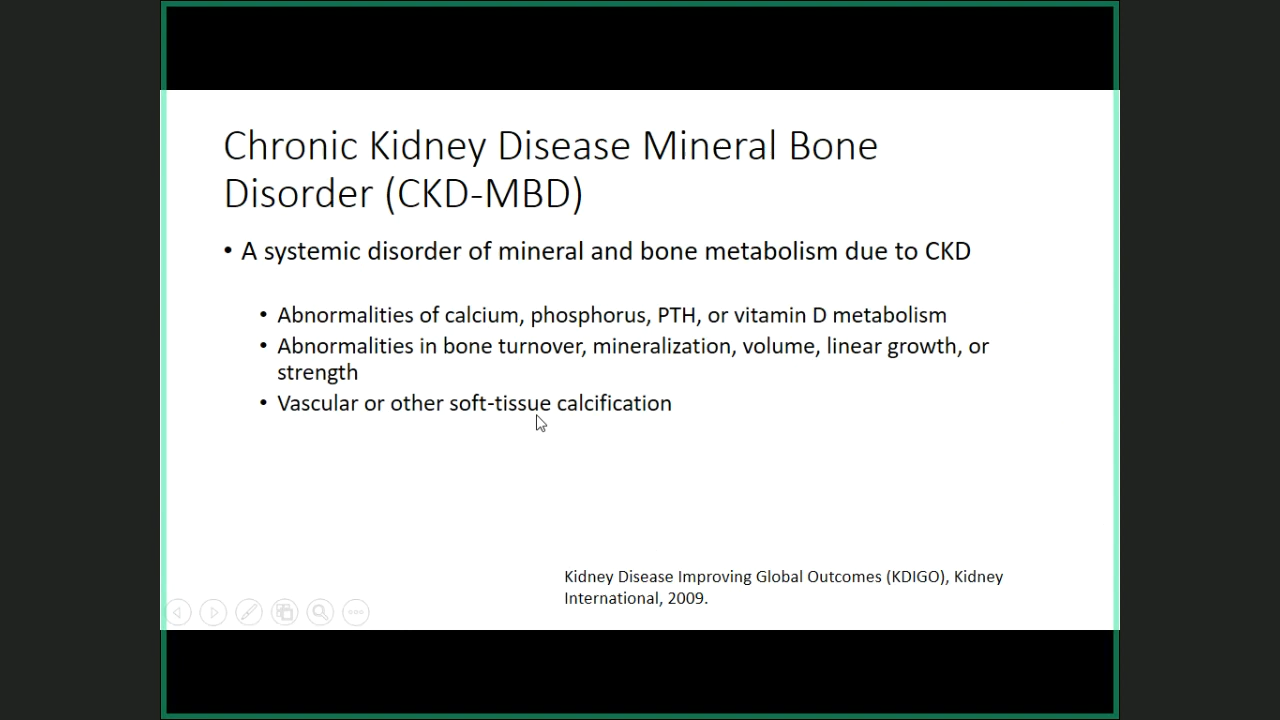 Chronic Kidney Disease Mineral Bone
Disorder (CKD-MBD)
• A systemic disorder of mineral and bone metabolism due to CKD
• Abnormalities of calcium, phosphorus, PTH, or vitamin D metabolism
• Abnormalities in bone turnover, mineralization, volume, linear growth, or
strength
• Vascular or other soft-tissue calcification
Kidney Disease Improving Global Outcomes (KDIGO), Kidney
International, 2009.